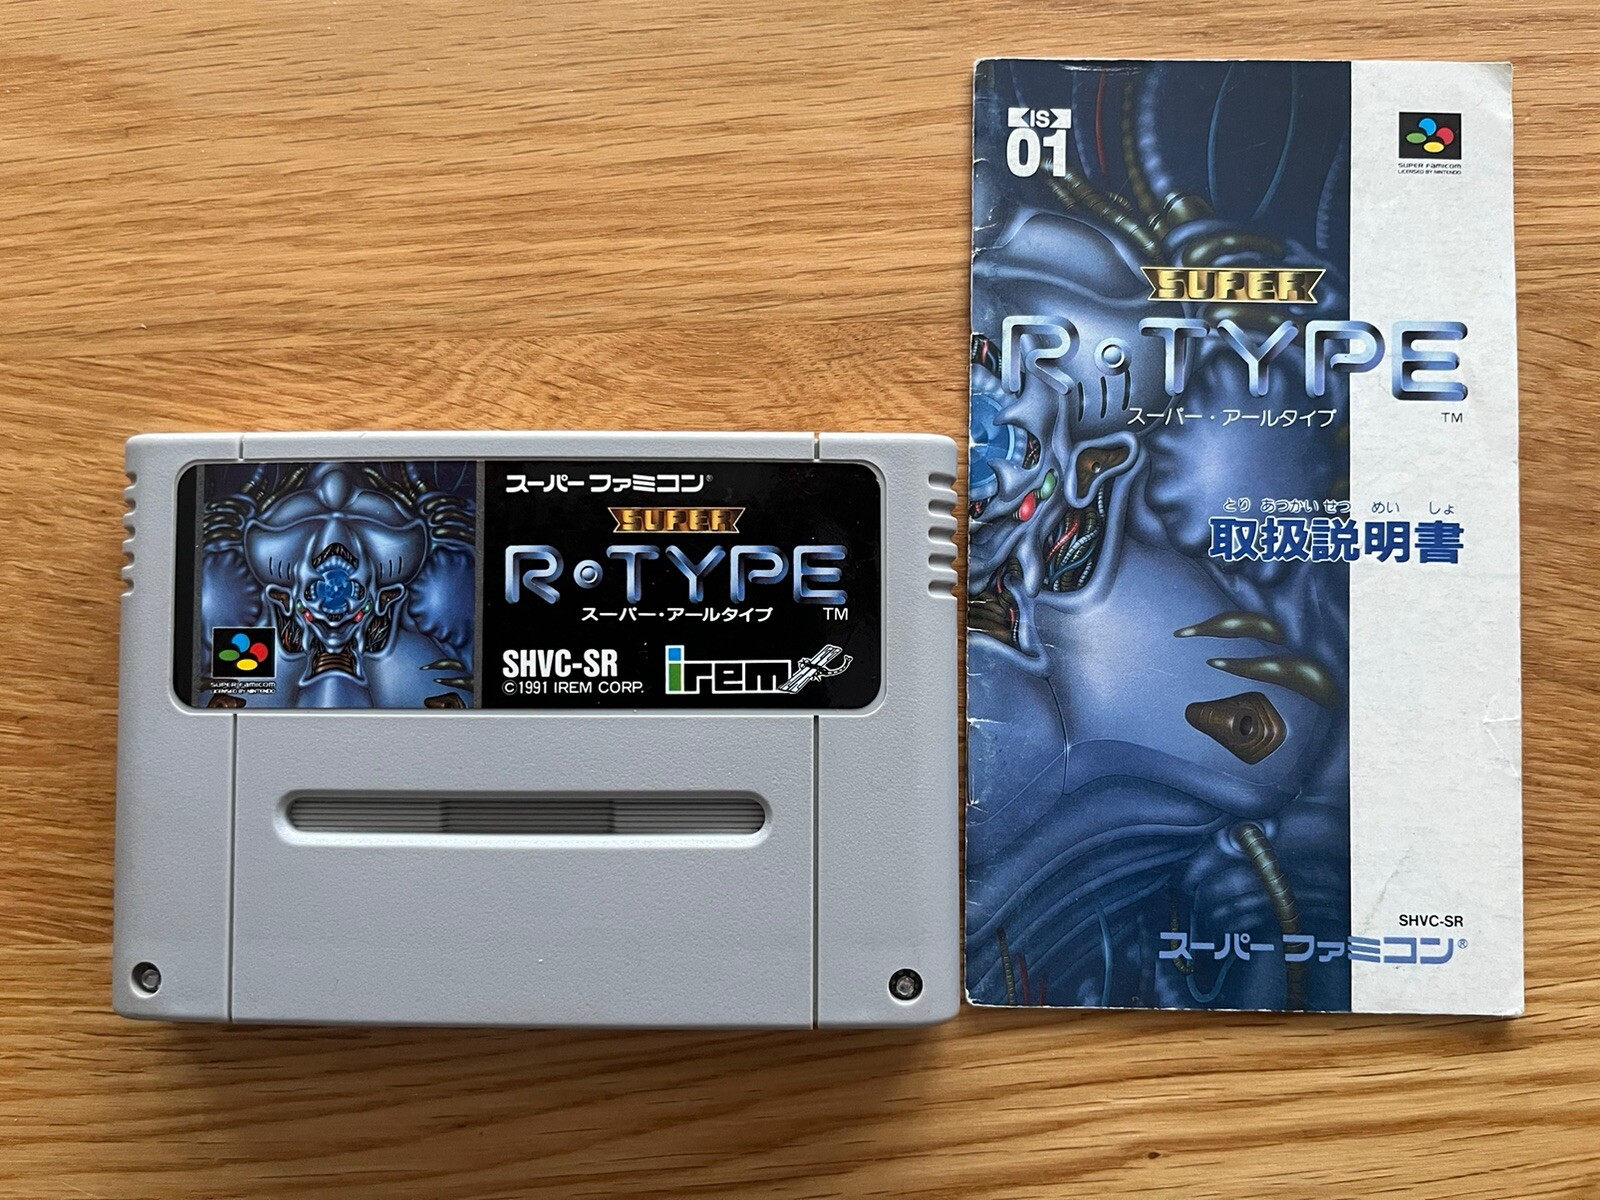 スーパーファミコン®
SUPER
R・TYPE
スーパー・アールタイプ TM
SHVC-SR
©1991 IREM CORP.
irem
SUPER FAMICOM
LICENSED BY NINTENDO
IS
01
SUPER FAMICOM
LICENSED BY NINTENDO
SUPER
R・TYPE
スーパー・アールタイプ TM
とり あつかい せつ めい しょ
取扱説明書
SHVC-SR
スーパーファミコン®